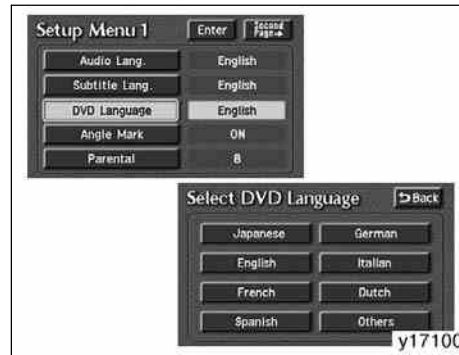 Setup Menu 1 Enter Second Page→
Audio Lang. English
Subtitle Lang. English
DVD Language English
Angle Mark ON
Parental 8
Select DVD Language Back
Japanese German
English Italian
French Dutch
Spanish Others
y17100